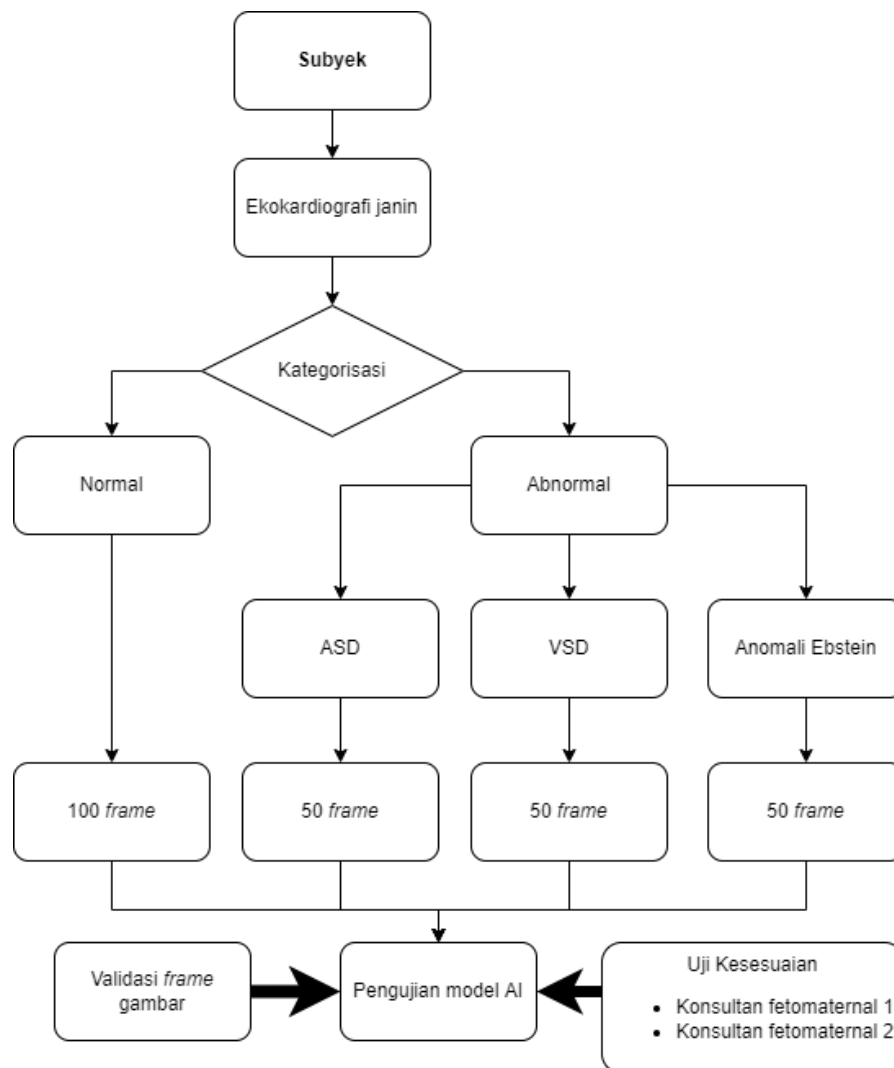 Subyek
Ekokardiografi janin
Kategorisasi
Normal
Abnormal
ASD
VSD
Anomali Ebstein
100 frame
50 frame
50 frame
50 frame
Validasi frame
gambar
Pengujian model AI
Uji Kesesuaian
• Konsultan fetomaternal 1
• Konsultan fetomaternal 2